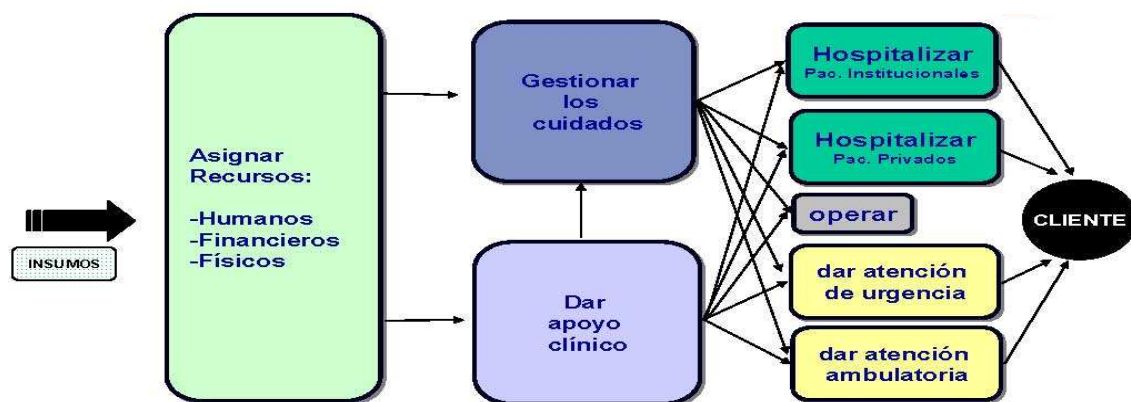 INSUMOS
Asignar
Recursos:
-Humanos
-Financieros
-Físicos
Gestionar
los
cuidados
Dar
apoyo
clínico
Hospitalizar
Pac. Institucionales
Hospitalizar
Pac. Privados
operar
dar atención
de urgencia
dar atención
ambulatoria
CLIENTE